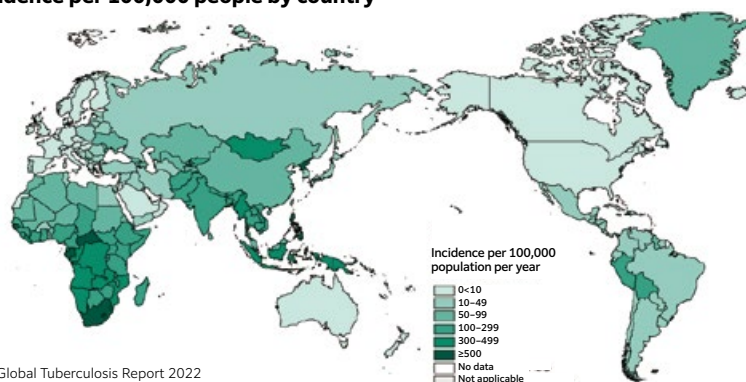 idence per 100,000 people by country
Incidence per 100,000
population per year
0<10
10–49
50–99
100–299
300–499
≥500
No data
Not applicable
Global Tuberculosis Report 2022